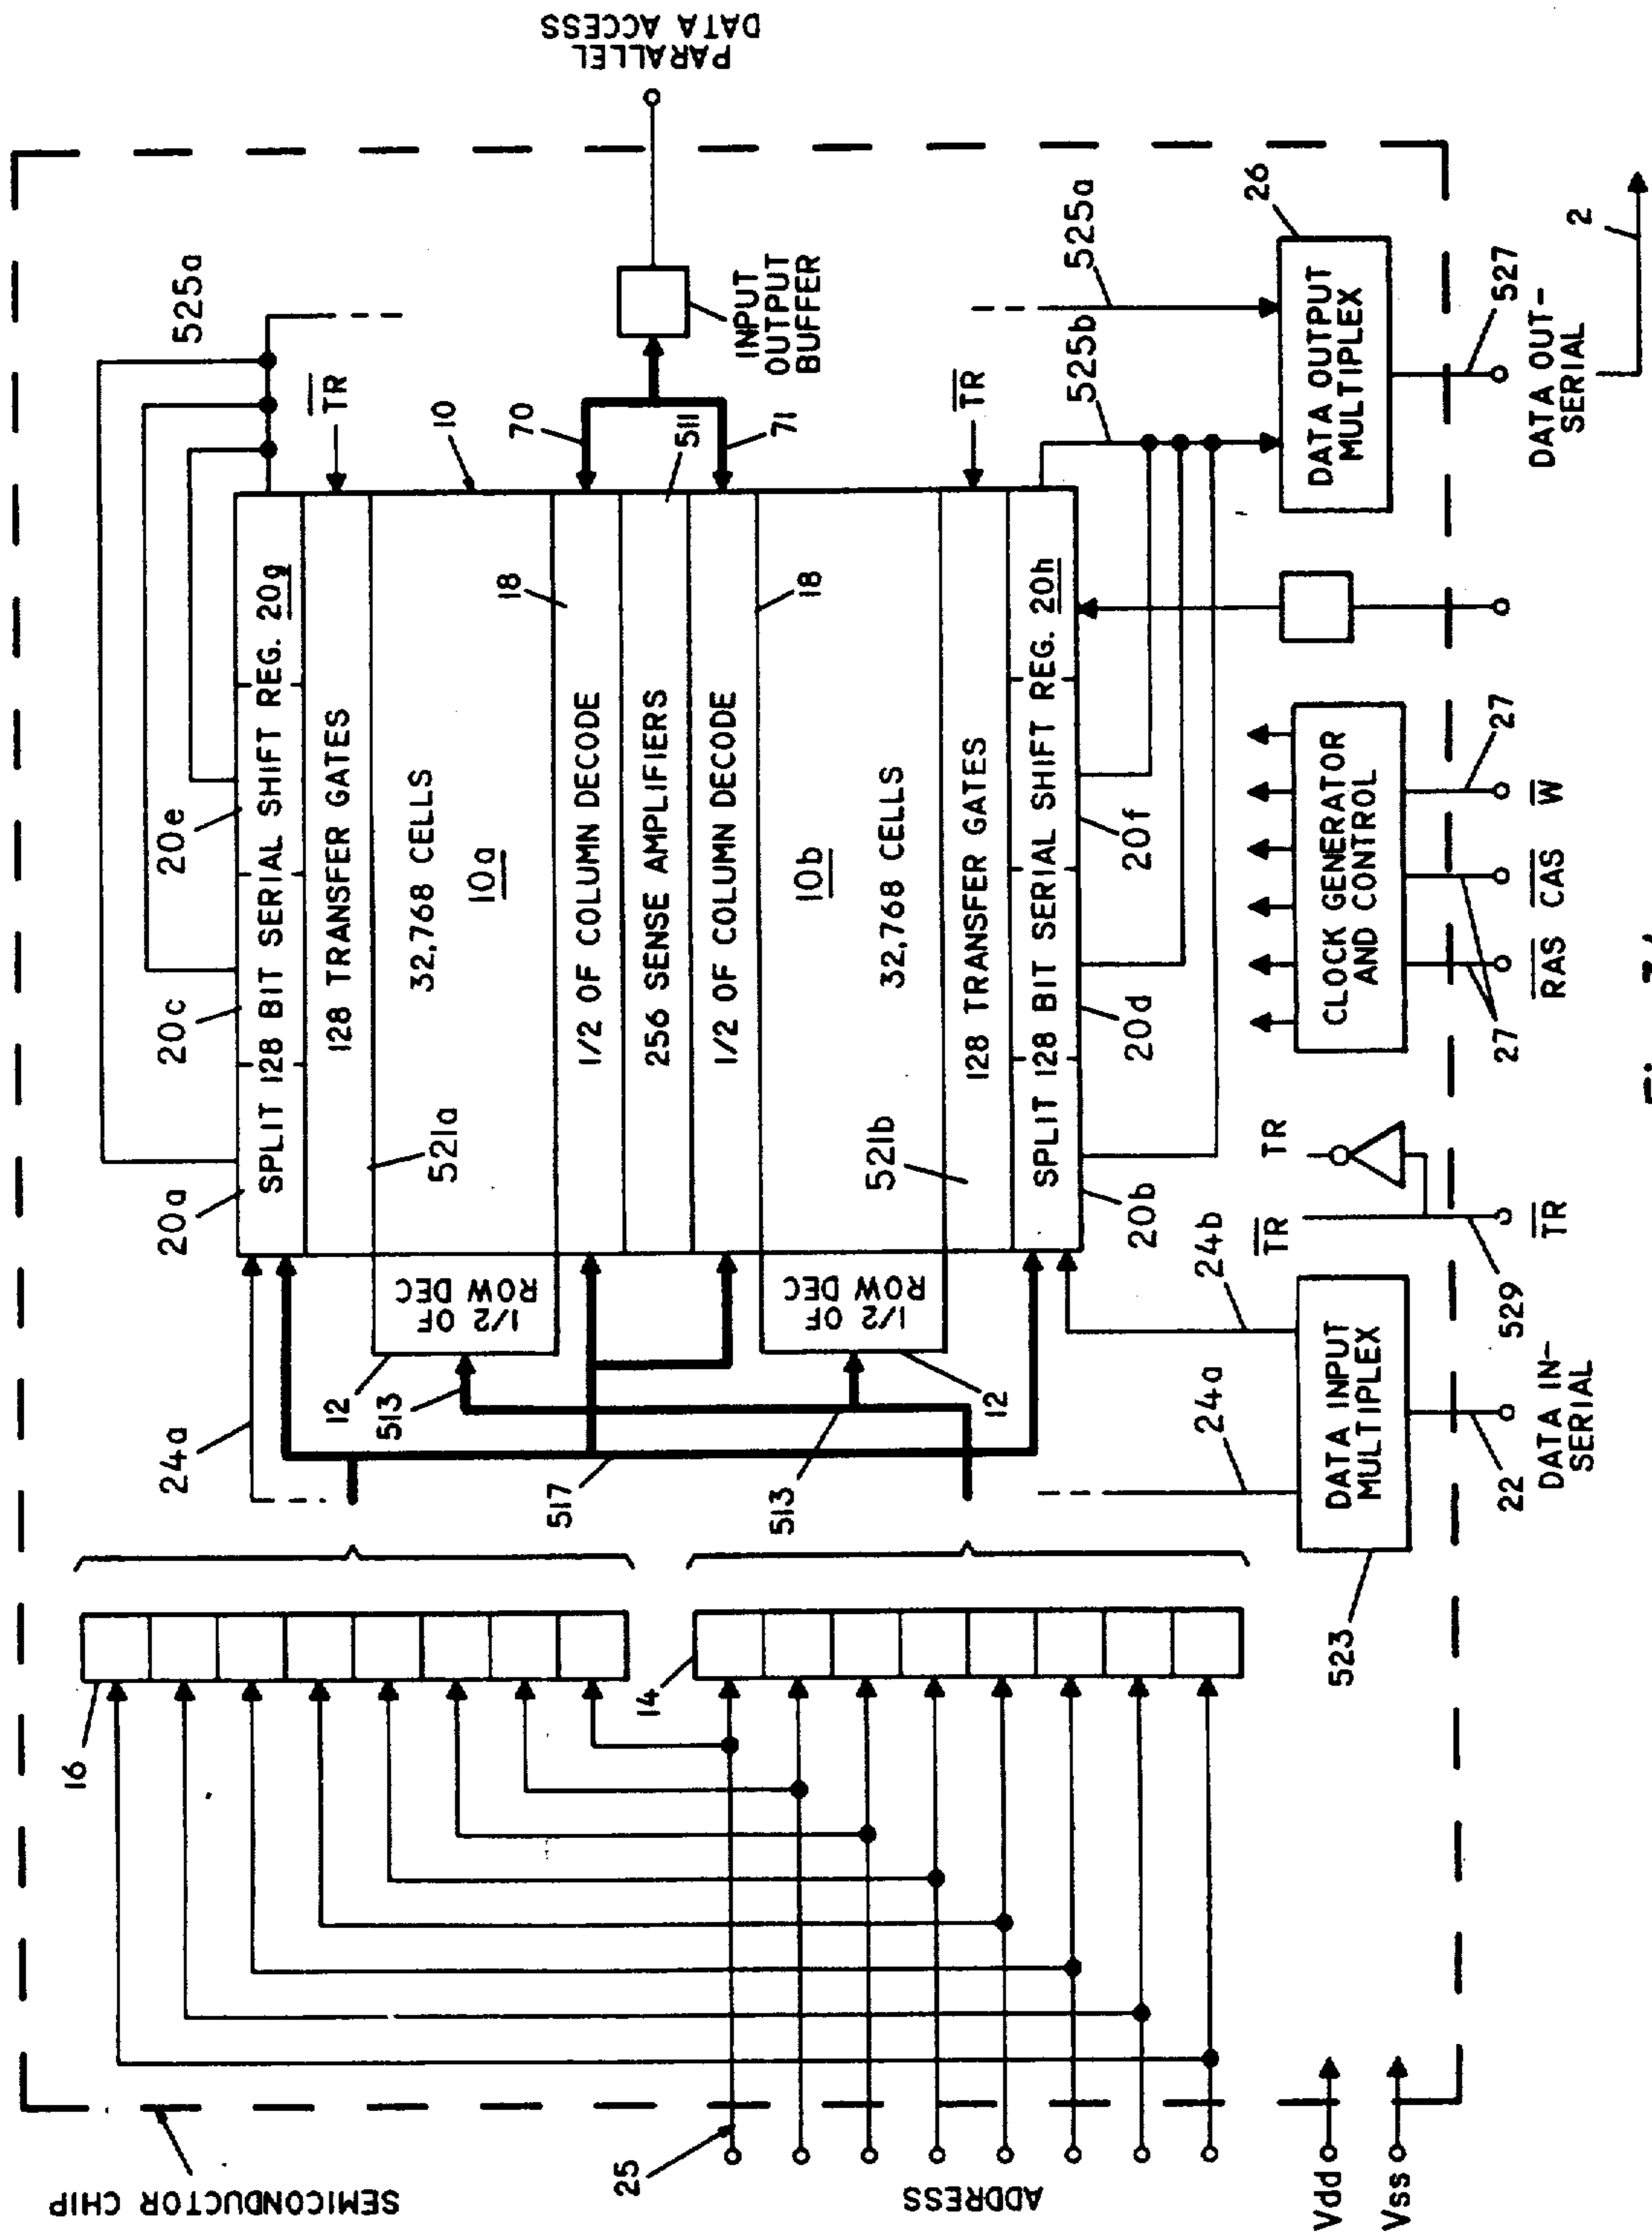 SEMICONDUCTOR CHIP
16
24a
20a
20c
20e
525a
SPLIT 128 BIT SERIAL SHIFT REG. 20g
128 TRANSFER GATES
TR
521a
32,768 CELLS
10a
10
1/2 OF
ROW DEC
12
513
1/2 OF COLUMN DECODE
18
70
PARALLEL
DATA ACCESS
INPUT
OUTPUT
BUFFER
256 SENSE AMPLIFIERS
511
1/2 OF COLUMN DECODE
18
71
517
513
14
25
ADDRESS
1/2 OF
ROW DEC
12
32,768 CELLS
10b
521b
128 TRANSFER GATES
TR
SPLIT 128 BIT SERIAL SHIFT REG. 20h
20b
20d
20f
525b
525a
24a
24b
523
DATA INPUT
MULTIPLEX
TR
TR
CLOCK GENERATOR
AND CONTROL
DATA OUTPUT
MULTIPLEX
26
Vdd
Vss
22
DATA IN-
SERIAL
529
TR
27
RAS
CAS
W
27
527
DATA OUT-
SERIAL
2